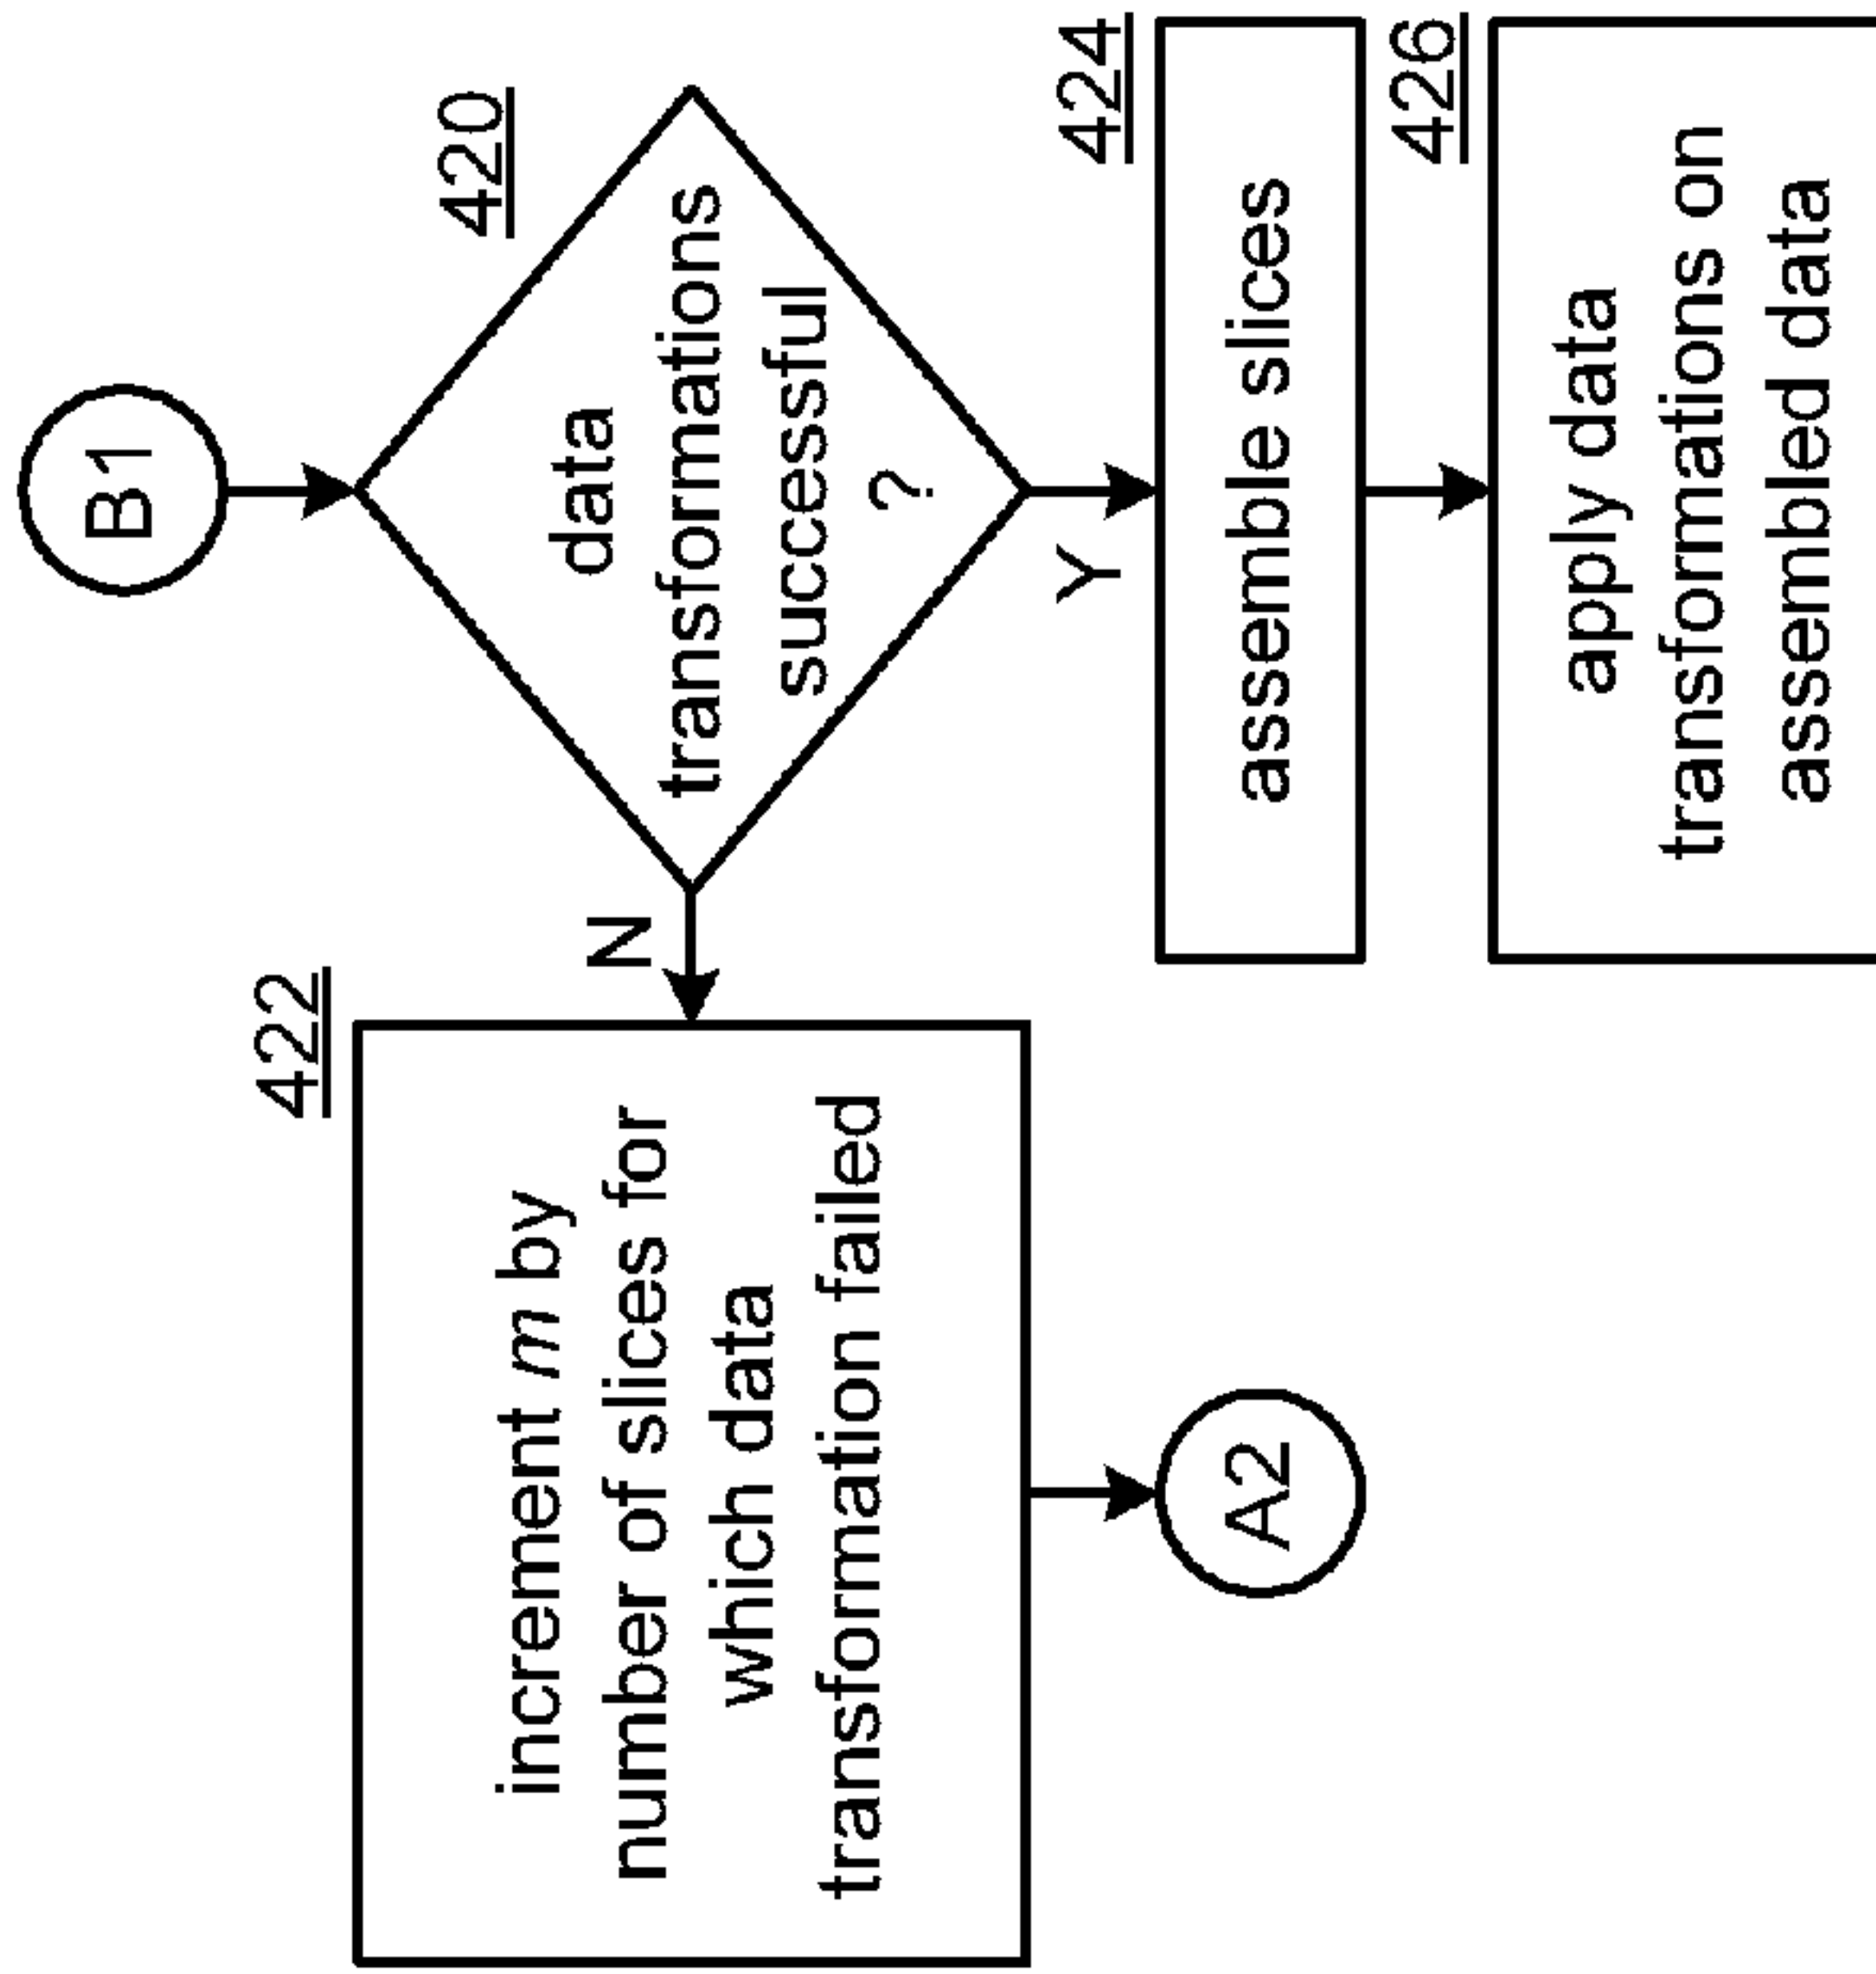 B1
420
data
transformations
successful
?
N
Y
422
increment m by
number of slices for
which data
transformation failed
A2
424
assemble slices
426
apply data
transformations on
assembled data